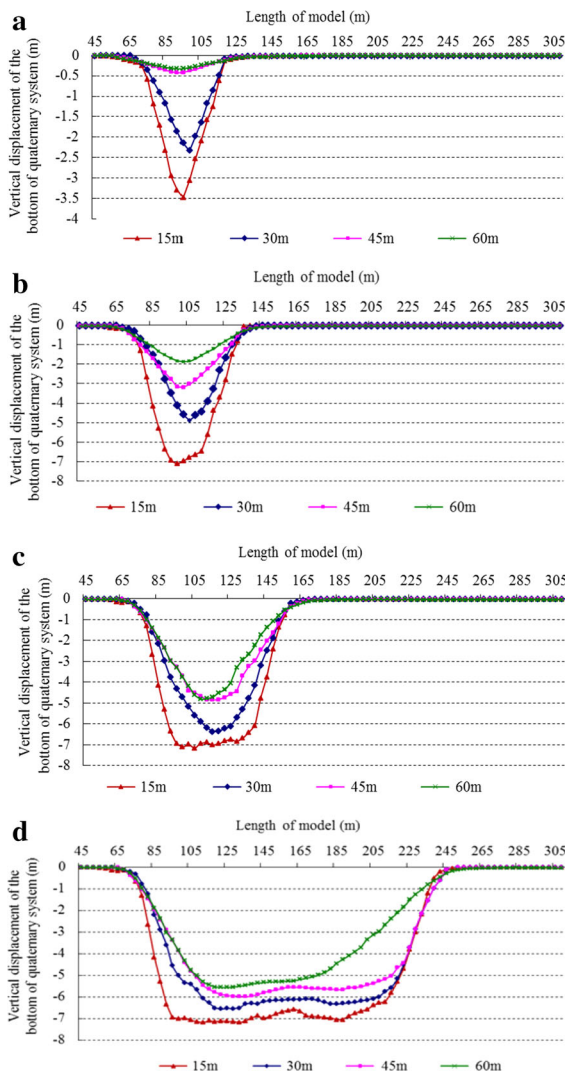 a
Length of model (m)
45 65 85 105 125 145 165 185 205 225 245 265 285 305
Vertical displacement of the
bottom of quaternary system (m)
0
-0.5
-1
-1.5
-2
-2.5
-3
-3.5
-4
15m 30m 45m 60m
b
Length of model (m)
45 65 85 105 125 145 165 185 205 225 245 265 285 305
Vertical displacement of the
bottom of quaternary system (m)
0
-1
-2
-3
-4
-5
-6
-7
-8
15m 30m 45m 60m
c
Length of model (m)
45 65 85 105 125 145 165 185 205 225 245 265 285 305
Vertical displacement of the
bottom of quaternary system (m)
0
-1
-2
-3
-4
-5
-6
-7
-8
15m 30m 45m 60m
d
Length of model (m)
45 65 85 105 125 145 165 185 205 225 245 265 285 305
Vertical displacement of the
bottom of quaternary system (m)
0
-1
-2
-3
-4
-5
-6
-7
-8
15m 30m 45m 60m